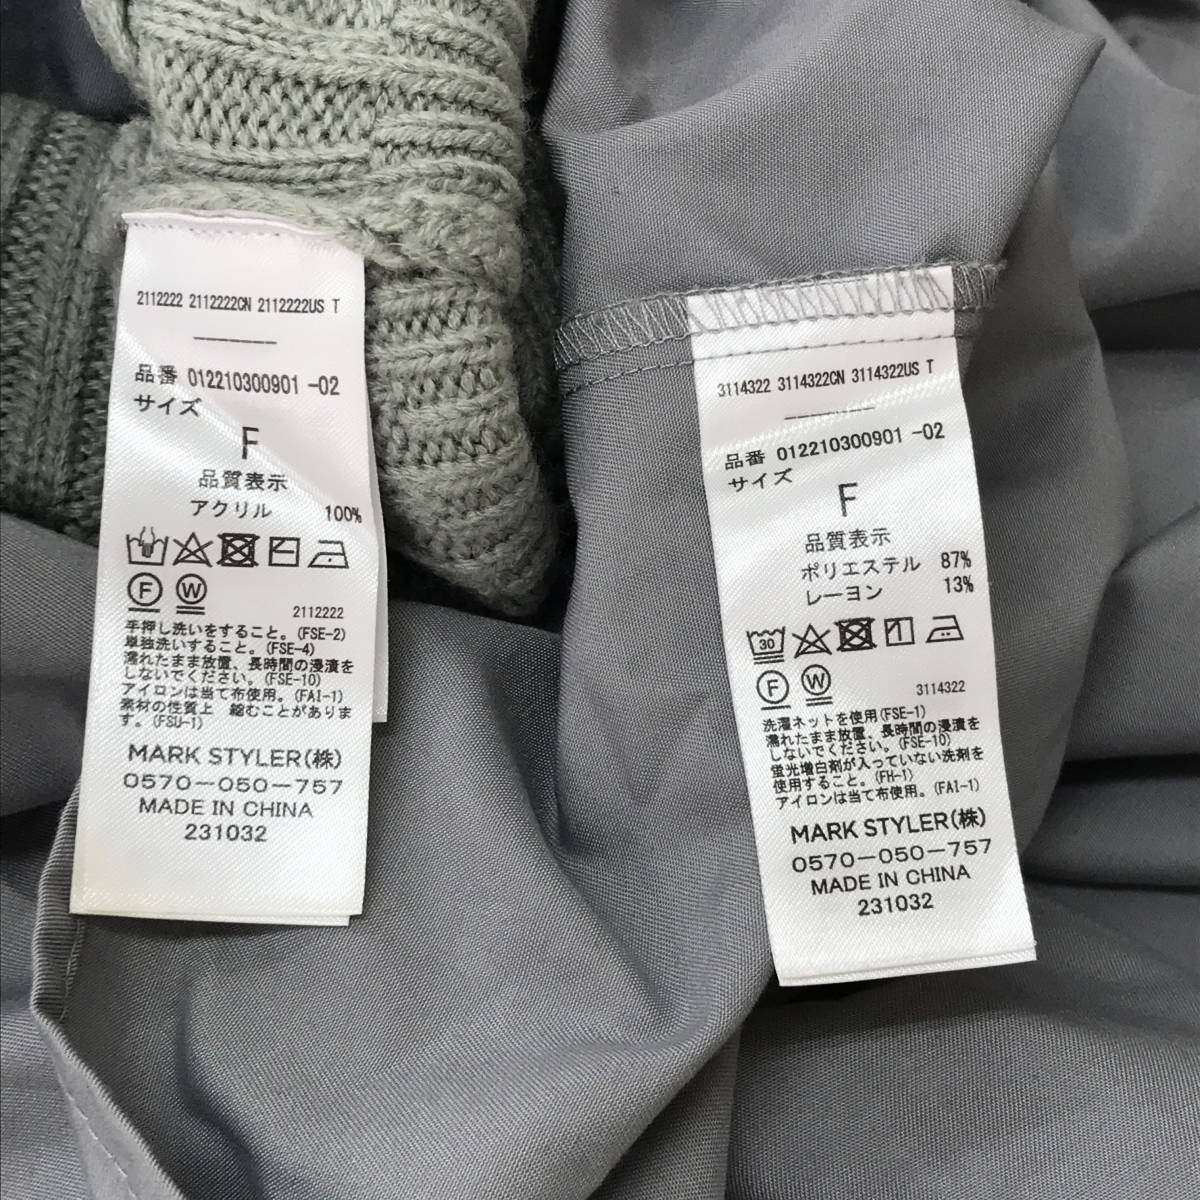 2112222 2112222CN 2112222US T
品番 012210300901 -02
サイズ
F
品質表示
アクリル 100%
F W
2112222
手押し洗いをすること。(FSE-2)
単独洗いすること。(FSE-4)
濡れたまま放置、長時間の浸漬を
しないでください。(FSE-10)
アイロンは当て布使用。(FAI-1)
素材の性質上 縮むことがありま
す。(FSU-1)
MARK STYLER(株)
0570-050-757
MADE IN CHINA
231032
3114322 3114322CN 3114322US T
品番 012210300901 -02
サイズ
F
品質表示
ポリエステル 87%
レーヨン 13%
30
F W
3114322
洗濯ネットを使用(FSE-1)
濡れたまま放置、長時間の浸漬を
しないでください。(FSE-10)
蛍光増白剤が入っていない洗剤を
使用すること。(FH-1)
アイロンは当て布使用。(FAI-1)
MARK STYLER(株)
0570-050-757
MADE IN CHINA
231032